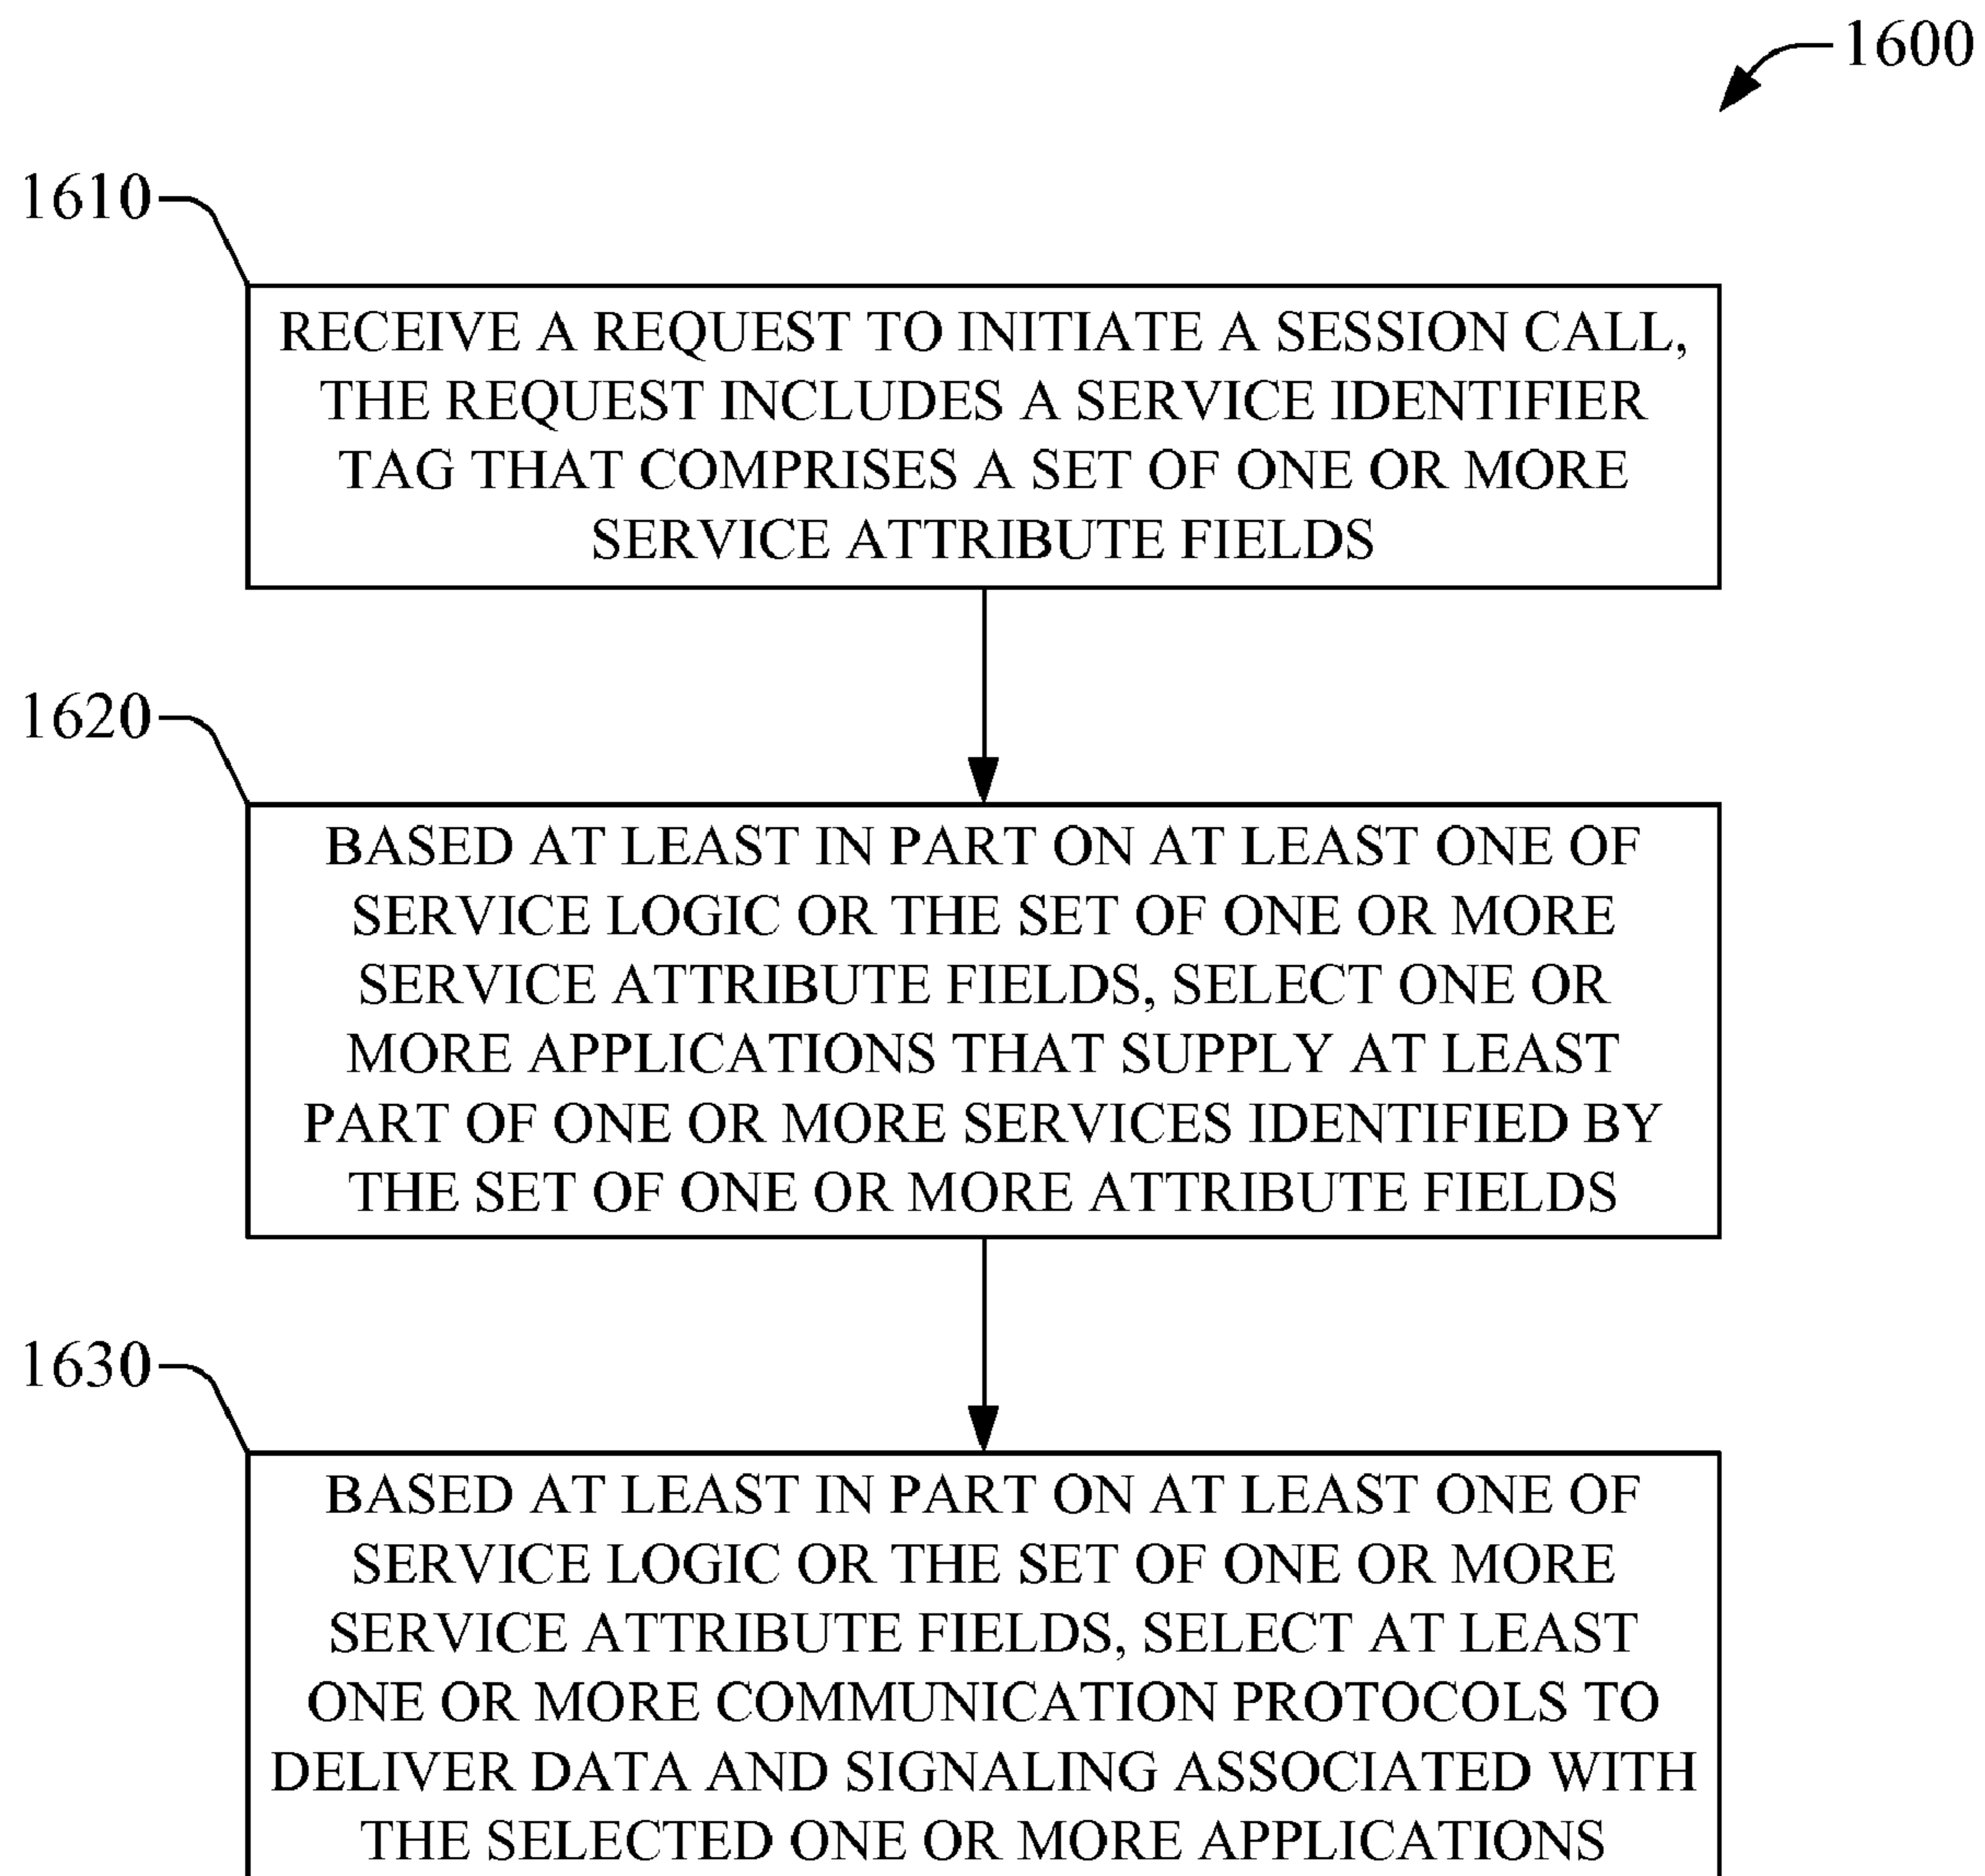 1600
1610
RECEIVE A REQUEST TO INITIATE A SESSION CALL,
THE REQUEST INCLUDES A SERVICE IDENTIFIER
TAG THAT COMPRISES A SET OF ONE OR MORE
SERVICE ATTRIBUTE FIELDS
1620
BASED AT LEAST IN PART ON AT LEAST ONE OF
SERVICE LOGIC OR THE SET OF ONE OR MORE
SERVICE ATTRIBUTE FIELDS, SELECT ONE OR
MORE APPLICATIONS THAT SUPPLY AT LEAST
PART OF ONE OR MORE SERVICES IDENTIFIED BY
THE SET OF ONE OR MORE ATTRIBUTE FIELDS
1630
BASED AT LEAST IN PART ON AT LEAST ONE OF
SERVICE LOGIC OR THE SET OF ONE OR MORE
SERVICE ATTRIBUTE FIELDS, SELECT AT LEAST
ONE OR MORE COMMUNICATION PROTOCOLS TO
DELIVER DATA AND SIGNALING ASSOCIATED WITH
THE SELECTED ONE OR MORE APPLICATIONS